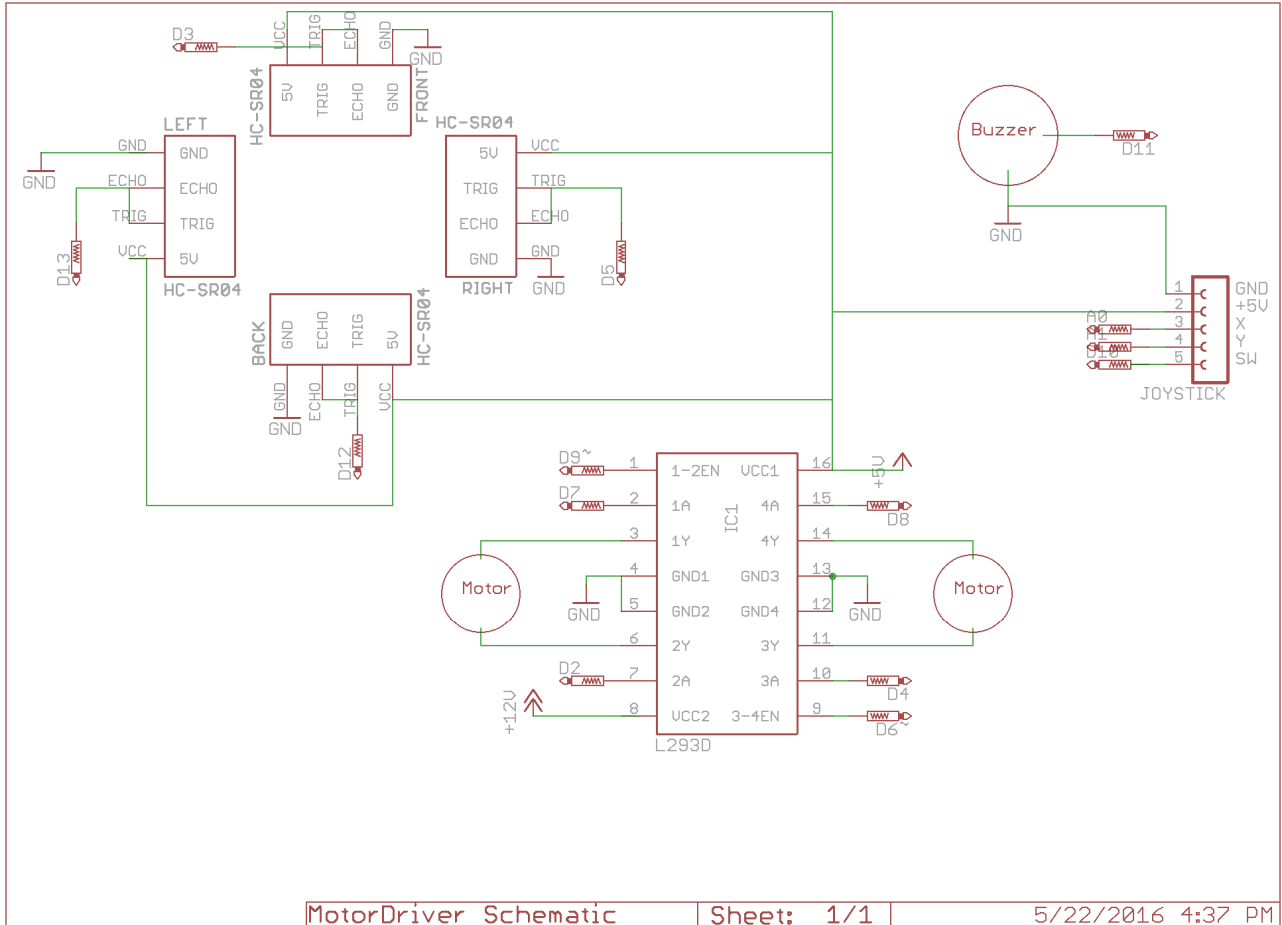 D3
VCC
TRIG
ECHO
GND
GND
HC-SR04
5V
TRIG
ECHO
GND
FRONT
LEFT
GND
GND
GND
ECHO
ECHO
TRIG
TRIG
VCC
5V
D13
HC-SR04
HC-SR04
5V
VCC
TRIG
TRIG
ECHO
ECHO
GND
GND
RIGHT
GND
D5
BACK
GND
ECHO
TRIG
5V
HC-SR04
GND
ECHO
TRIG
VCC
GND
D12
Buzzer
D11
GND
1 GND
2 +5V
A0 3 X
A1 4 Y
D10 5 SW
JOYSTICK
D9~ 1 1-2EN VCC1 16 +5V
D7 2 1A 4A 15 D8
IC1
3 1Y 4Y 14
Motor
Motor
4 GND1 GND3 13
GND
GND
5 GND2 GND4 12
6 2Y 3Y 11
D2 7 2A 3A 10 D4
+12V 8 VCC2 3-4EN 9 D6~
L293D
MotorDriver Schematic Sheet: 1/1 5/22/2016 4:37 PM